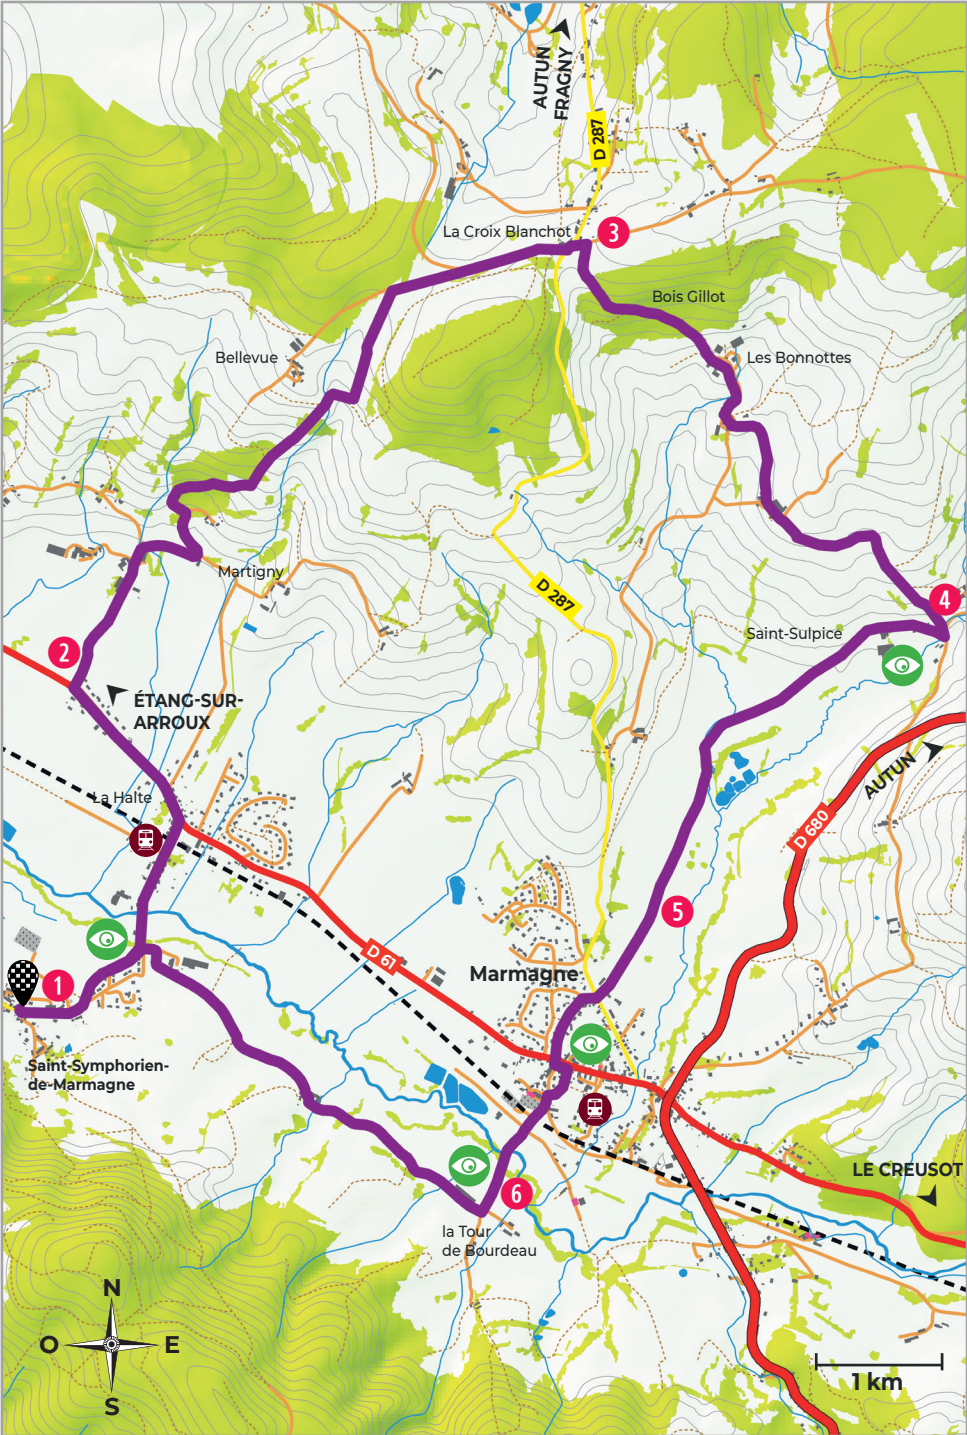 AUTUN
FRAGNY
D 287
La Croix Blanchot
3
Bois Gillot
Bellevue
Les Bonnottes
Martigny
D 287
4
Saint-Sulpice
2
ÉTANG-SUR-
ARROUX
AUTUN
La Halte
D 680
5
D 61
Marmagne
1
Saint-Symphorien-
de-Marmagne
LE CREUSOT
6
la Tour
de Bourdeau
N
O
E
S
1 km